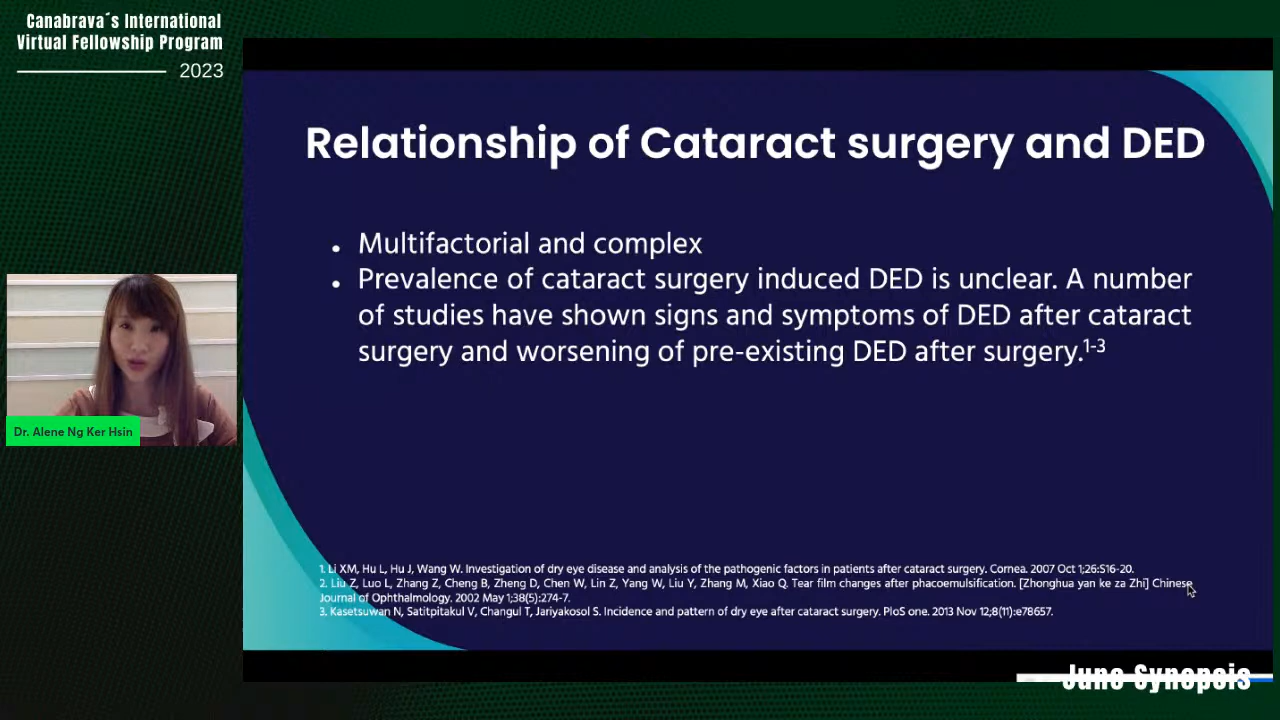 Canabrava´s International
Virtual Fellowship Program
2023
Relationship of Cataract surgery and DED
• Multifactorial and complex
• Prevalence of cataract surgery induced DED is unclear. A number
of studies have shown signs and symptoms of DED after cataract
surgery and worsening of pre-existing DED after surgery.1-3
Dr. Alene Ng Ker Hsin
1. Li XM, Hu L, Hu J, Wang W. Investigation of dry eye disease and analysis of the pathogenic factors in patients after cataract surgery. Cornea. 2007 Oct 1;26:S16-20.
2. Liu Z, Luo L, Zhang Z, Cheng B, Zheng D, Chen W, Lin Z, Yang W, Liu Y, Zhang M, Xiao Q. Tear film changes after phacoemulsification. [Zhonghua yan ke za Zhi] Chinese
Journal of Ophthalmology. 2002 May 1;38(5):274-7.
3. Kasetsuwan N, Satitpitakul V, Changul T, Jariyakosol S. Incidence and pattern of dry eye after cataract surgery. PloS one. 2013 Nov 12;8(11):e78657.
June Synopsis